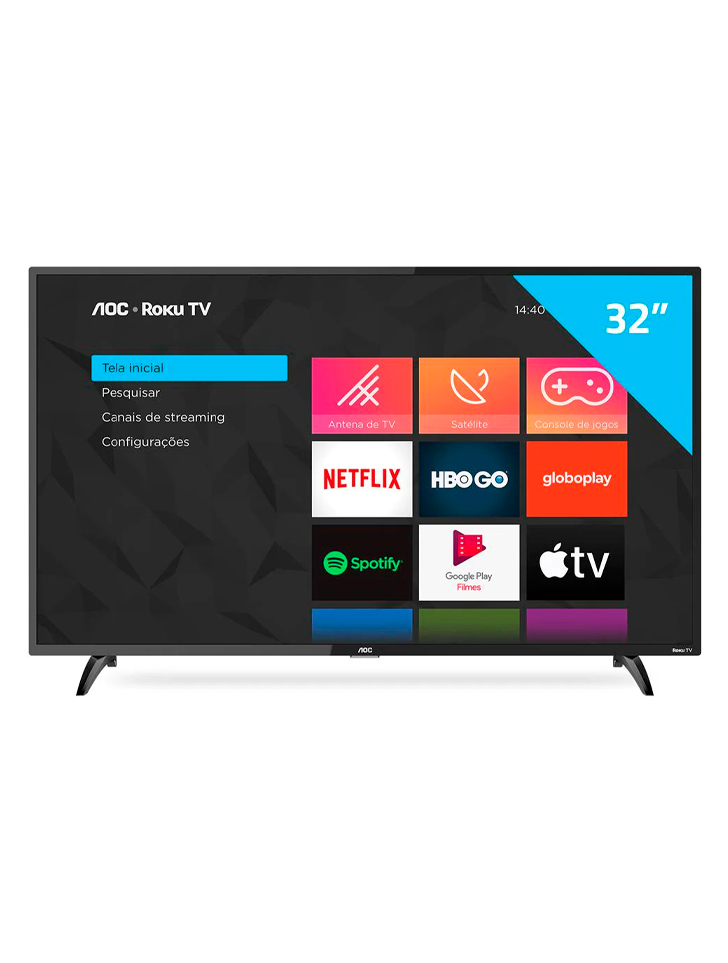 AOC • Roku TV
14:40
32"
Tela inicial
Pesquisar
Canais de streaming
Configurações
Antena de TV
Satélite
Console de jogos
NETFLIX
HBO GO
globoplay
Spotify
Google Play
Filmes
tv
AOC
Roku TV